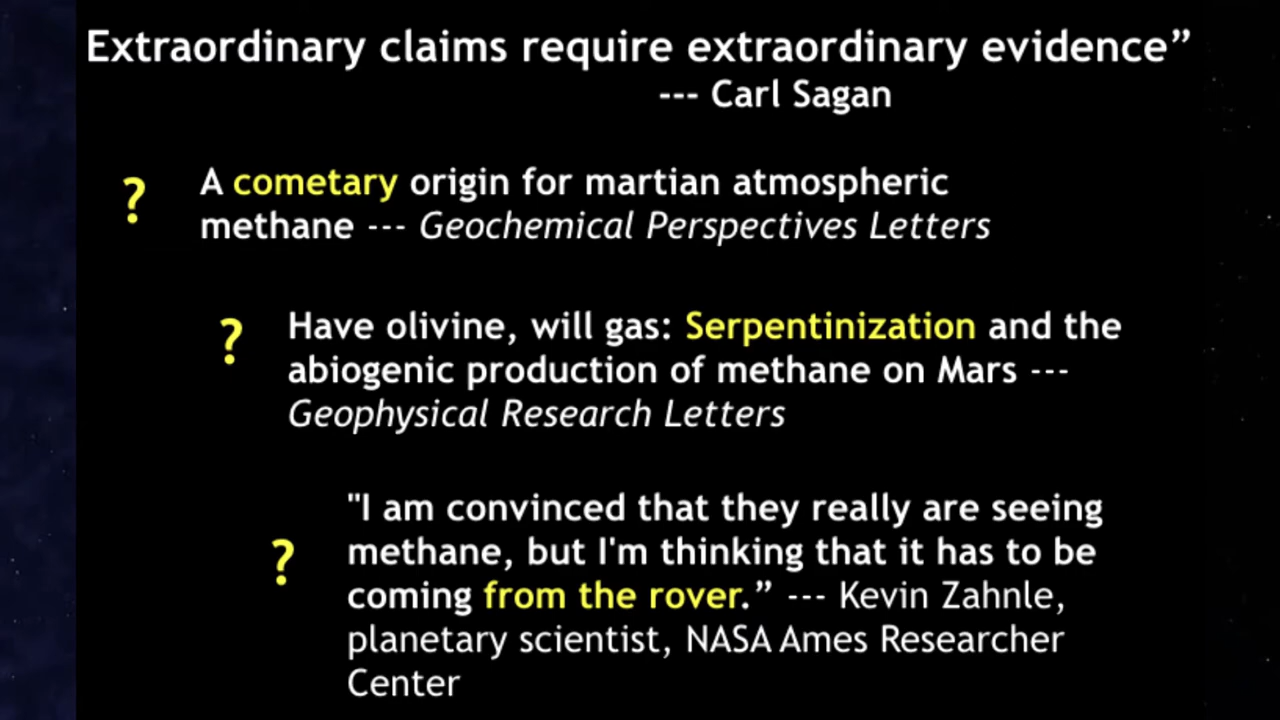 Extraordinary claims require extraordinary evidence”
--- Carl Sagan
? A cometary origin for martian atmospheric
methane --- Geochemical Perspectives Letters
? Have olivine, will gas: Serpentinization and the
abiogenic production of methane on Mars ---
Geophysical Research Letters
"I am convinced that they really are seeing
? methane, but I'm thinking that it has to be
coming from the rover.” --- Kevin Zahnle,
planetary scientist, NASA Ames Researcher
Center